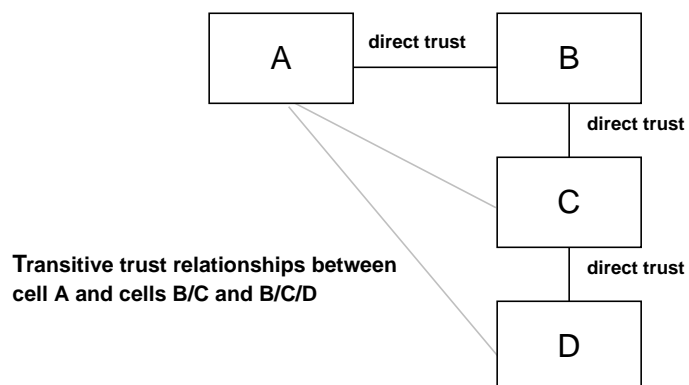 direct trust
A
B
direct trust
C
Transitive trust relationships between
cell A and cells B/C and B/C/D
direct trust
D